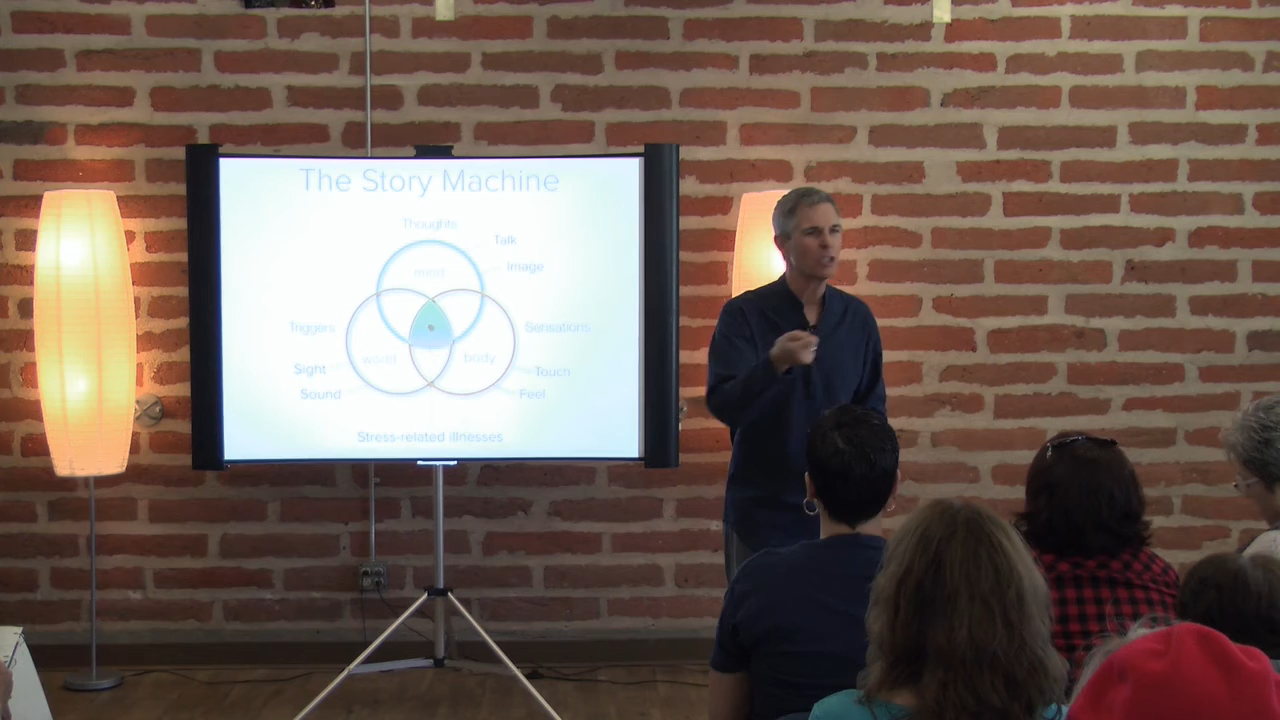 The Story Machine
Thoughts
Talk
mind
Image
Triggers
Sensations
world
body
Sight
Touch
Sound
Feel
Stress-related illnesses